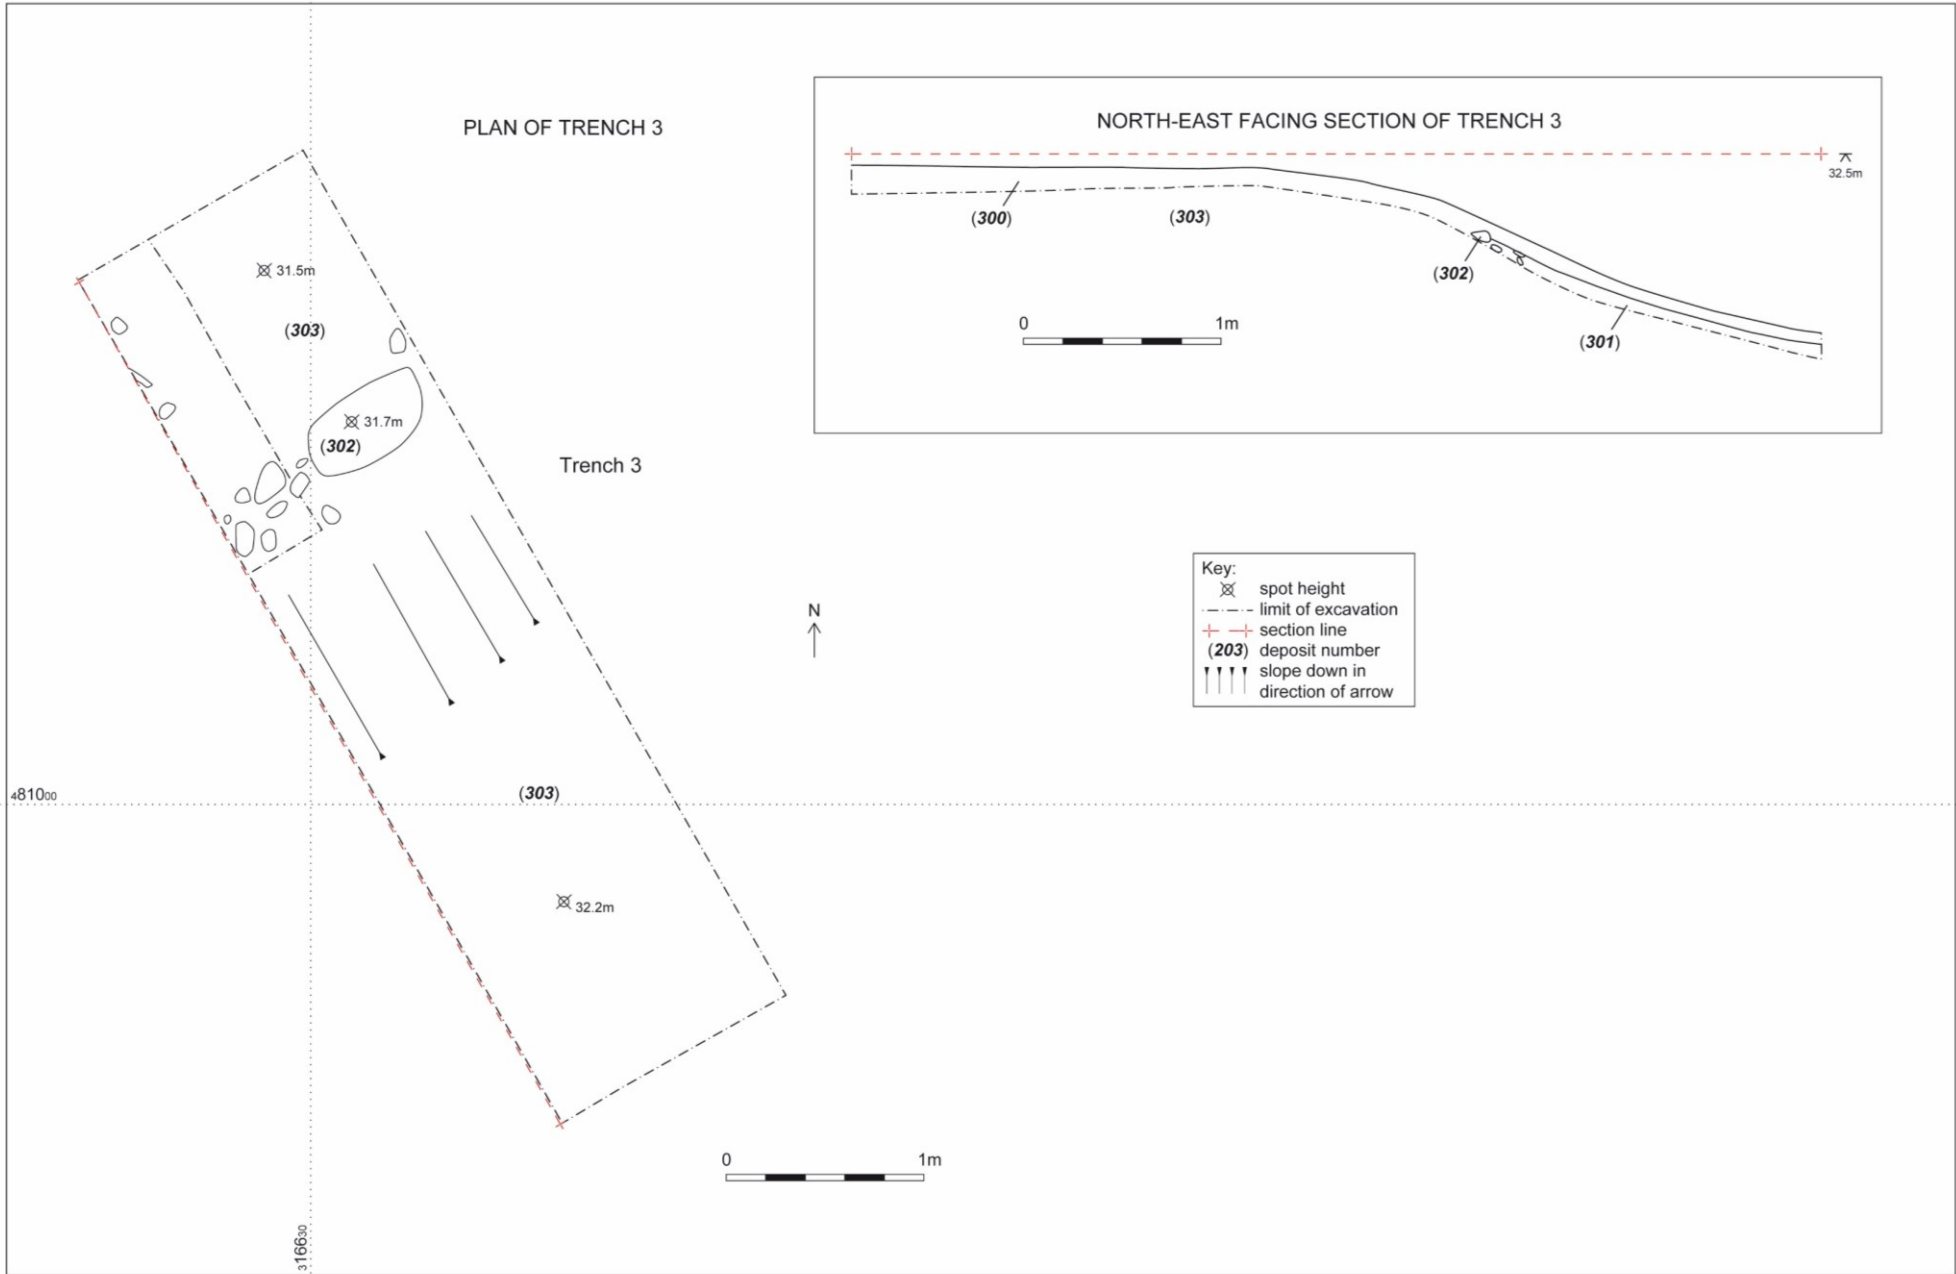 PLAN OF TRENCH 3
NORTH-EAST FACING SECTION OF TRENCH 3
32.5m
(300)
(303)
(302)
(301)
0 1m
31.5m
(303)
31.7m
(302)
Trench 3
N
Key:
spot height
limit of excavation
section line
(203) deposit number
slope down in
direction of arrow
481000
(303)
32.2m
0 1m
316630